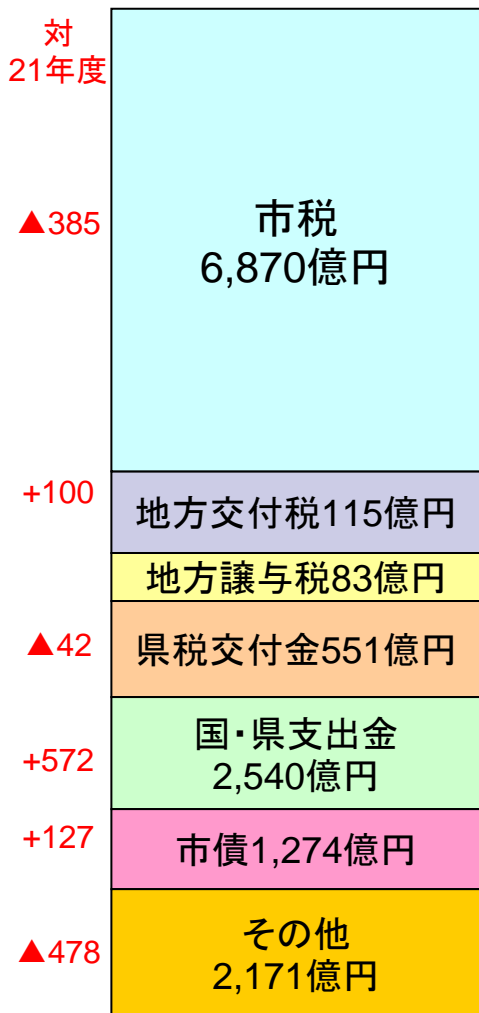 対
21年度
▲385
市税
6,870億円
+100
地方交付税115億円
地方譲与税83億円
▲42
県税交付金551億円
+572
国・県支出金
2,540億円
+127
市債1,274億円
▲478
その他
2,171億円